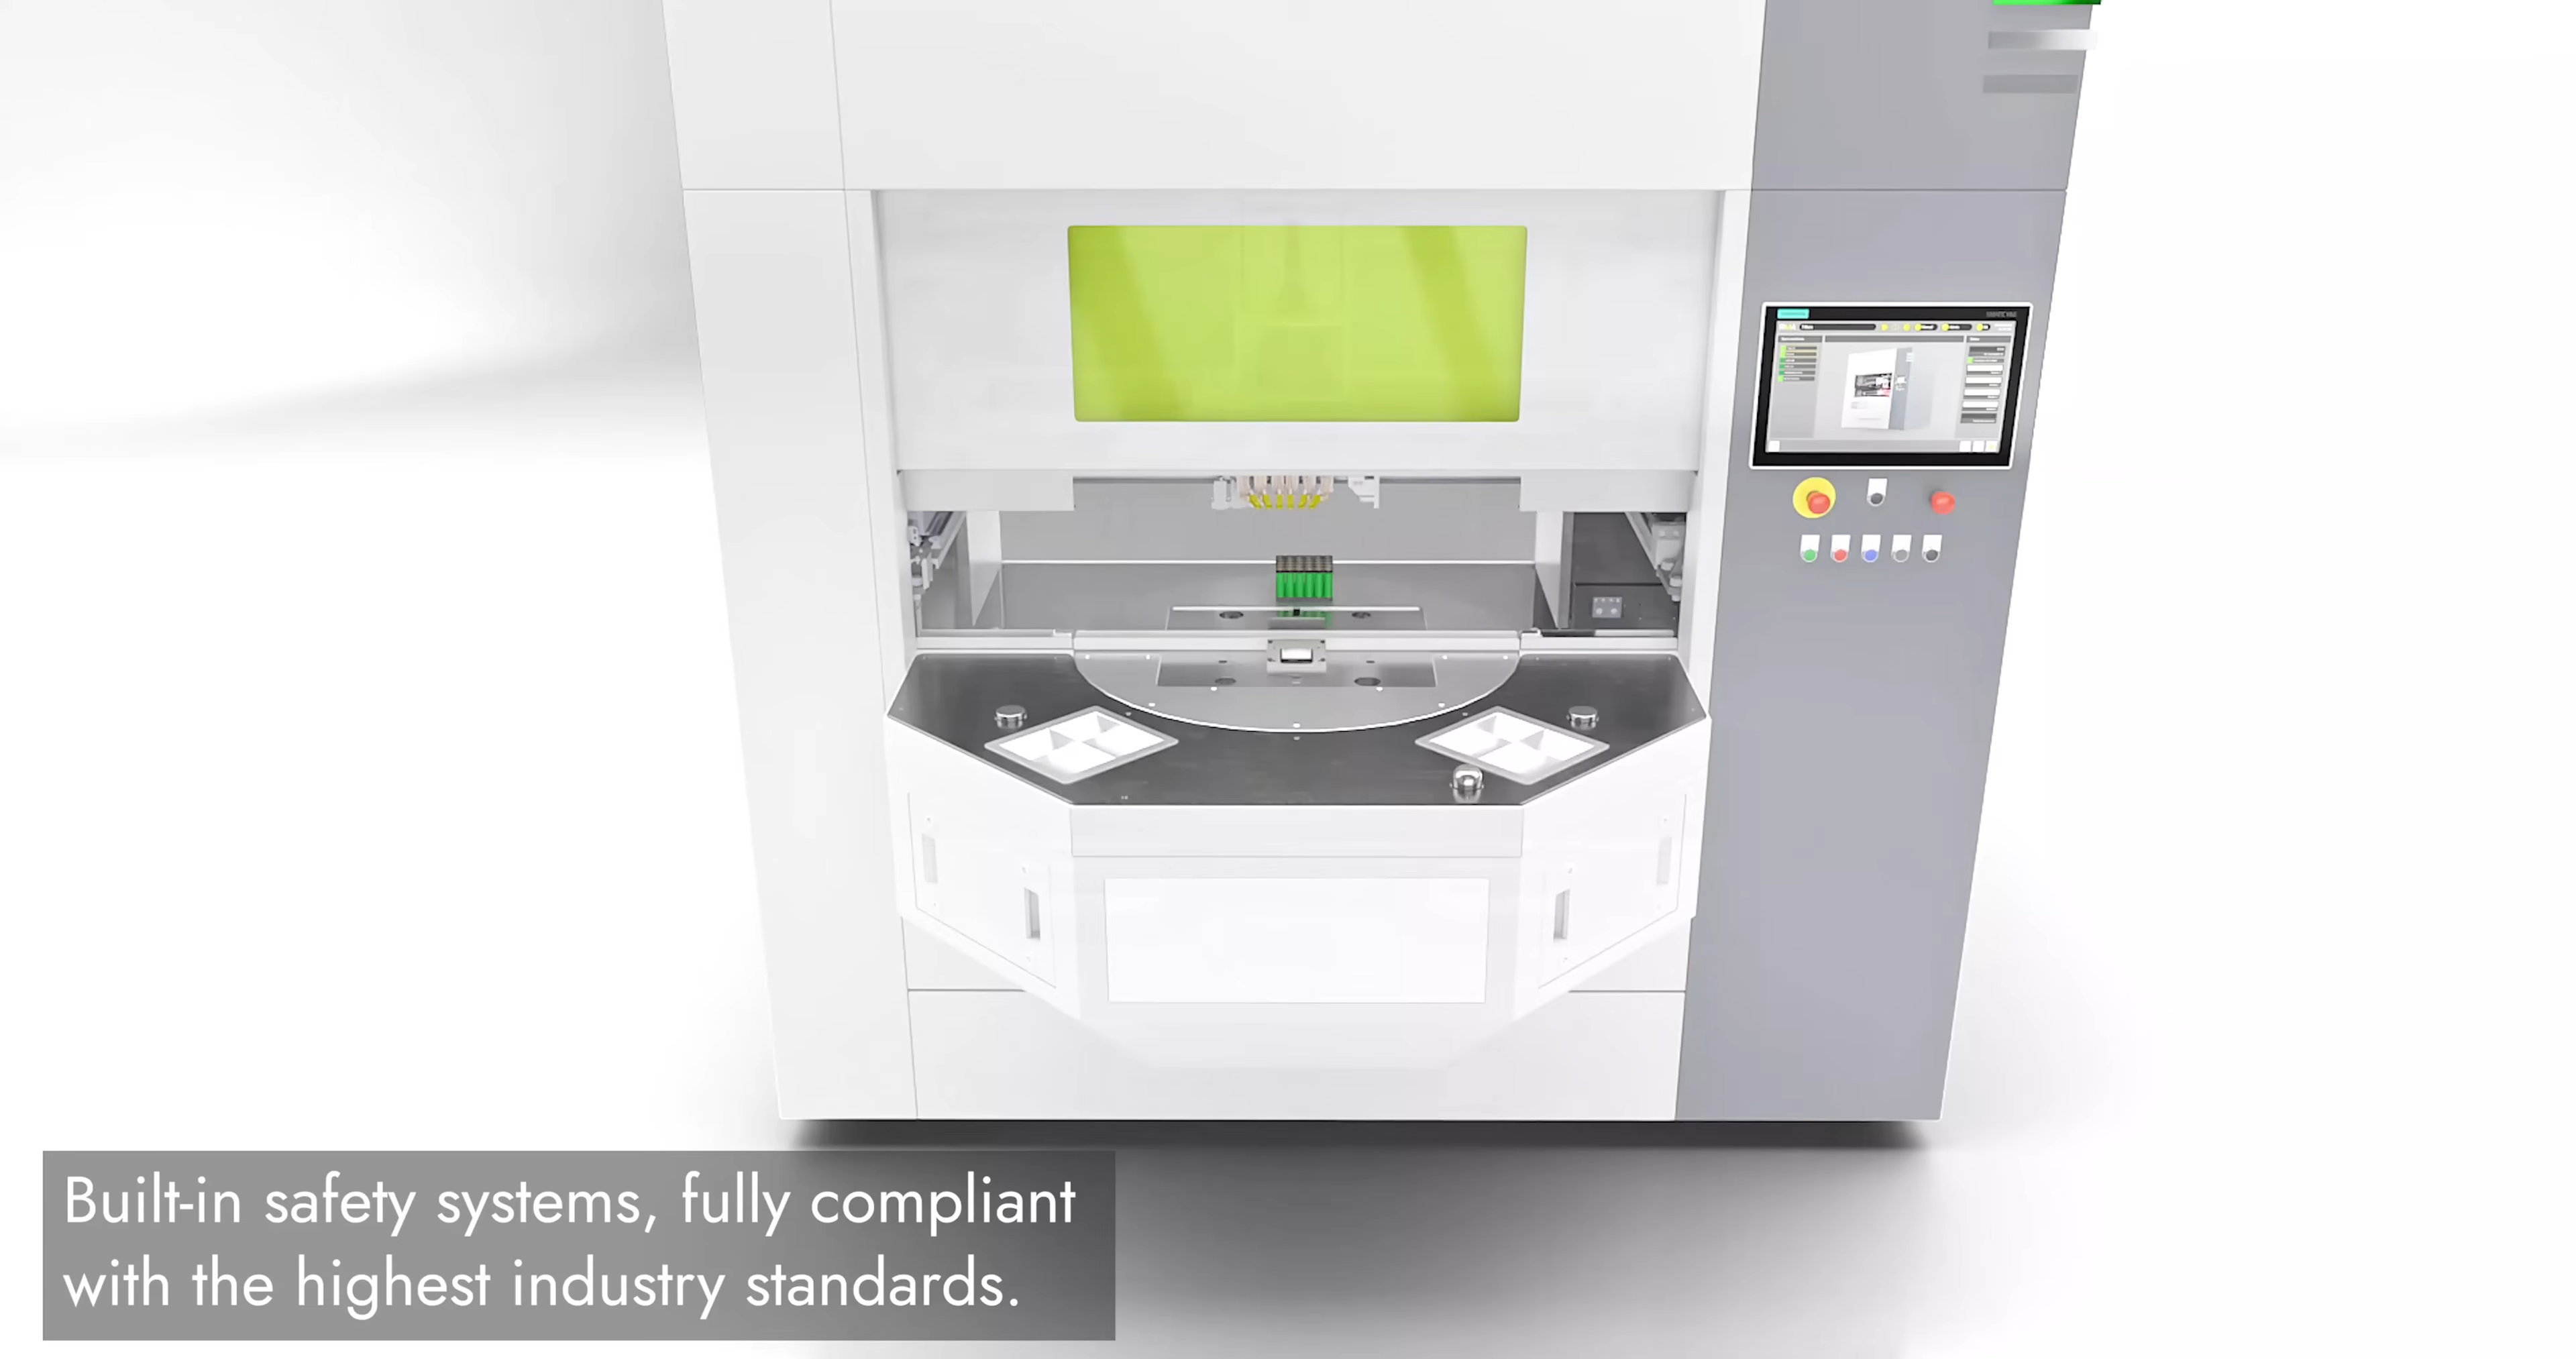 Built-in safety systems, fully compliant
with the highest industry standards.